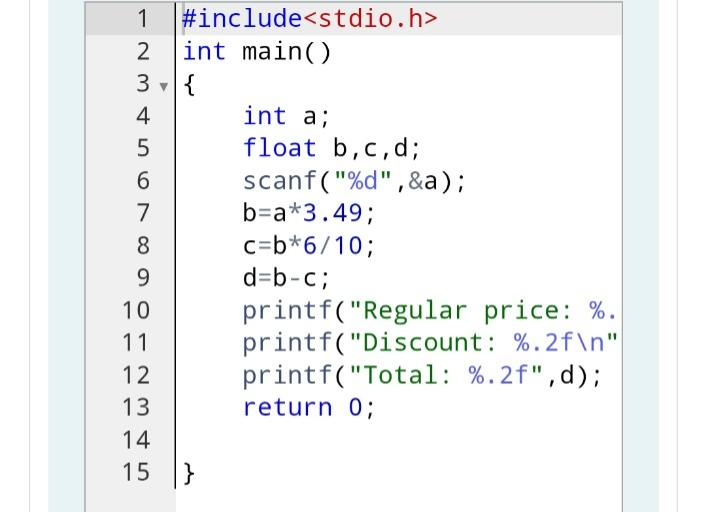 1 #include<stdio.h>
2 int main()
3 {
4 int a;
5 float b,c,d;
6 scanf("%d",&a);
7 b=a*3.49;
8 c=b*6/10;
9 d=b-c;
10 printf("Regular price: %.
11 printf("Discount: %.2f\n"
12 printf("Total: %.2f",d);
13 return 0;
14
15 }